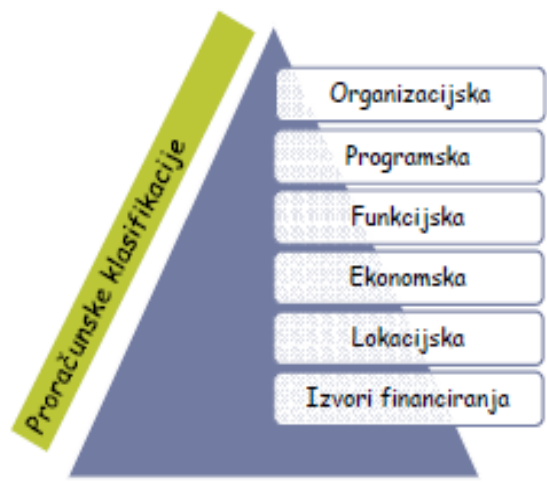 Proračunske klasifikacije
Organizacijska
Programska
Funkcijska
Ekonomska
Lokacijska
Izvori financiranja